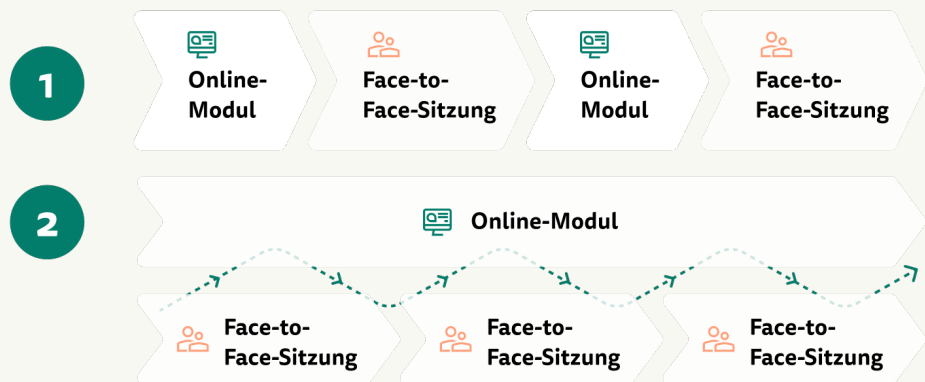 1
Online-
Modul
Face-to-
Face-Sitzung
Online-
Modul
Face-to-
Face-Sitzung
2
Online-Modul
Face-to-
Face-Sitzung
Face-to-
Face-Sitzung
Face-to-
Face-Sitzung